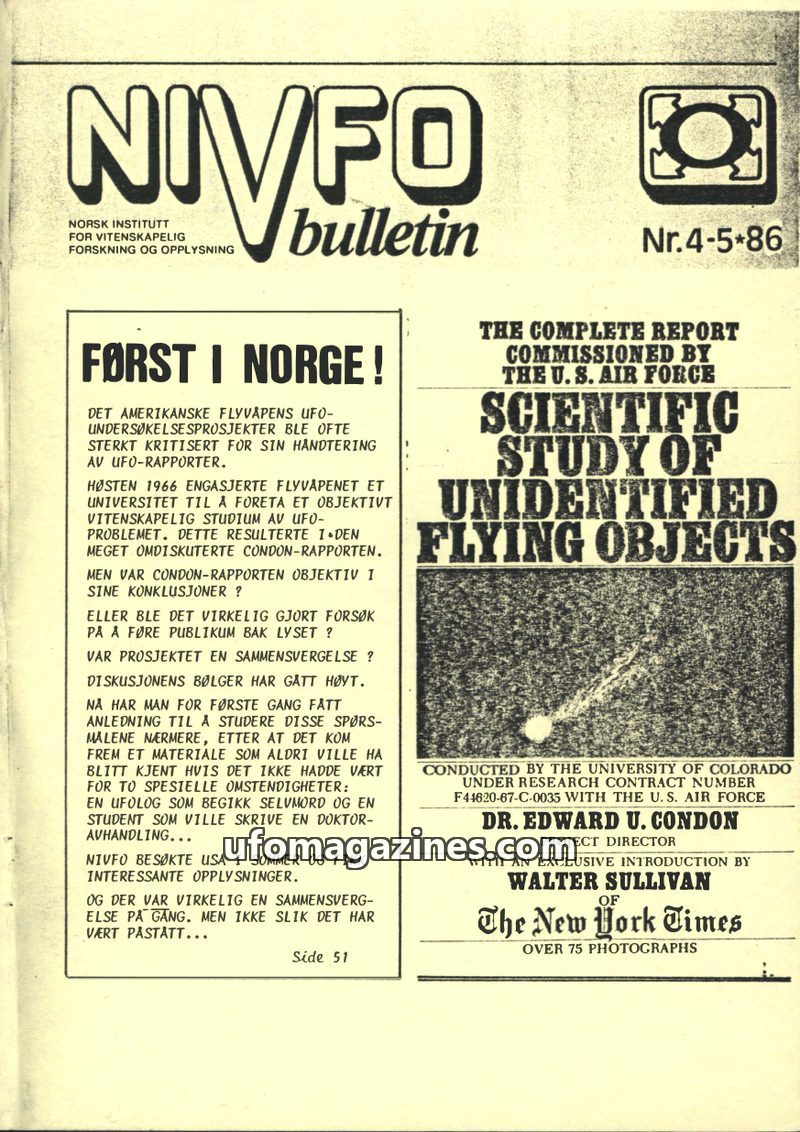 NIVFO
bulletin
NORSK INSTITUTT
FOR VITENSKAPELIG
FORSKNING OG OPPLYSNING
Nr.4-5*86
FØRST I NORGE!
DET AMERIKANSKE FLYVÅPENS UFO-
UNDERSØKELSESPROSJEKTER BLE OFTE
STERKT KRITISERT FOR SIN HÅNDTERING
AV UFO-RAPPORTER.
HØSTEN 1966 ENGASJERTE FLYVÅPENET ET
UNIVERSITET TIL Å FORETA ET OBJEKTIVT
VITENSKAPELIG STUDIUM AV UFO-
PROBLEMET. DETTE RESULTERTE I DEN
MEGET OMDISKUTERTE CONDON-RAPPORTEN.
MEN VAR CONDON-RAPPORTEN OBJEKTIV I
SINE KONKLUSJONER ?
ELLER BLE DET VIRKELIG GJORT FORSØK
PÅ Å FØRE PUBLIKUM BAK LYSET ?
VAR PROSJEKTET EN SAMMENSVERGELSE ?
DISKUSJONENS BØLGER HAR GÅTT HØYT.
NÅ HAR MAN FOR FØRSTE GANG FÅTT
ANLEDNING TIL Å STUDERE DISSE SPØRS-
MÅLENE NÆRMERE, ETTER AT DET KOM
FREM ET MATERIALE SOM ALDRI VILLE HA
BLITT KJENT HVIS DET IKKE HADDE VÆRT
FOR TO SPESIELLE OMSTENDIGHETER:
EN UFOLOG SOM BEGIKK SELVMORD OG EN
STUDENT SOM VILLE SKRIVE EN DOKTOR-
AVHANDLING...
NIVFO BESØKTE USA I SOMMER OG
INTERESSANTE OPPLYSNINGER.
OG DER VAR VIRKELIG EN SAMMENSVERG-
ELSE PÅ GANG. MEN IKKE SLIK DET HAR
VÆRT PÅSTÅTT...
Side 51
THE COMPLETE REPORT
COMMISSIONED BY
THE U. S. AIR FORCE
SCIENTIFIC
STUDY OF
UNIDENTIFIED
FLYING OBJECTS
CONDUCTED BY THE UNIVERSITY OF COLORADO
UNDER RESEARCH CONTRACT NUMBER
F44620-67-C-0035 WITH THE U. S. AIR FORCE
DR. EDWARD U. CONDON
DIRECTOR
WITH AN EXCLUSIVE INTRODUCTION BY
WALTER SULLIVAN
OF
The New York Times
OVER 75 PHOTOGRAPHS
ufomagazines.com